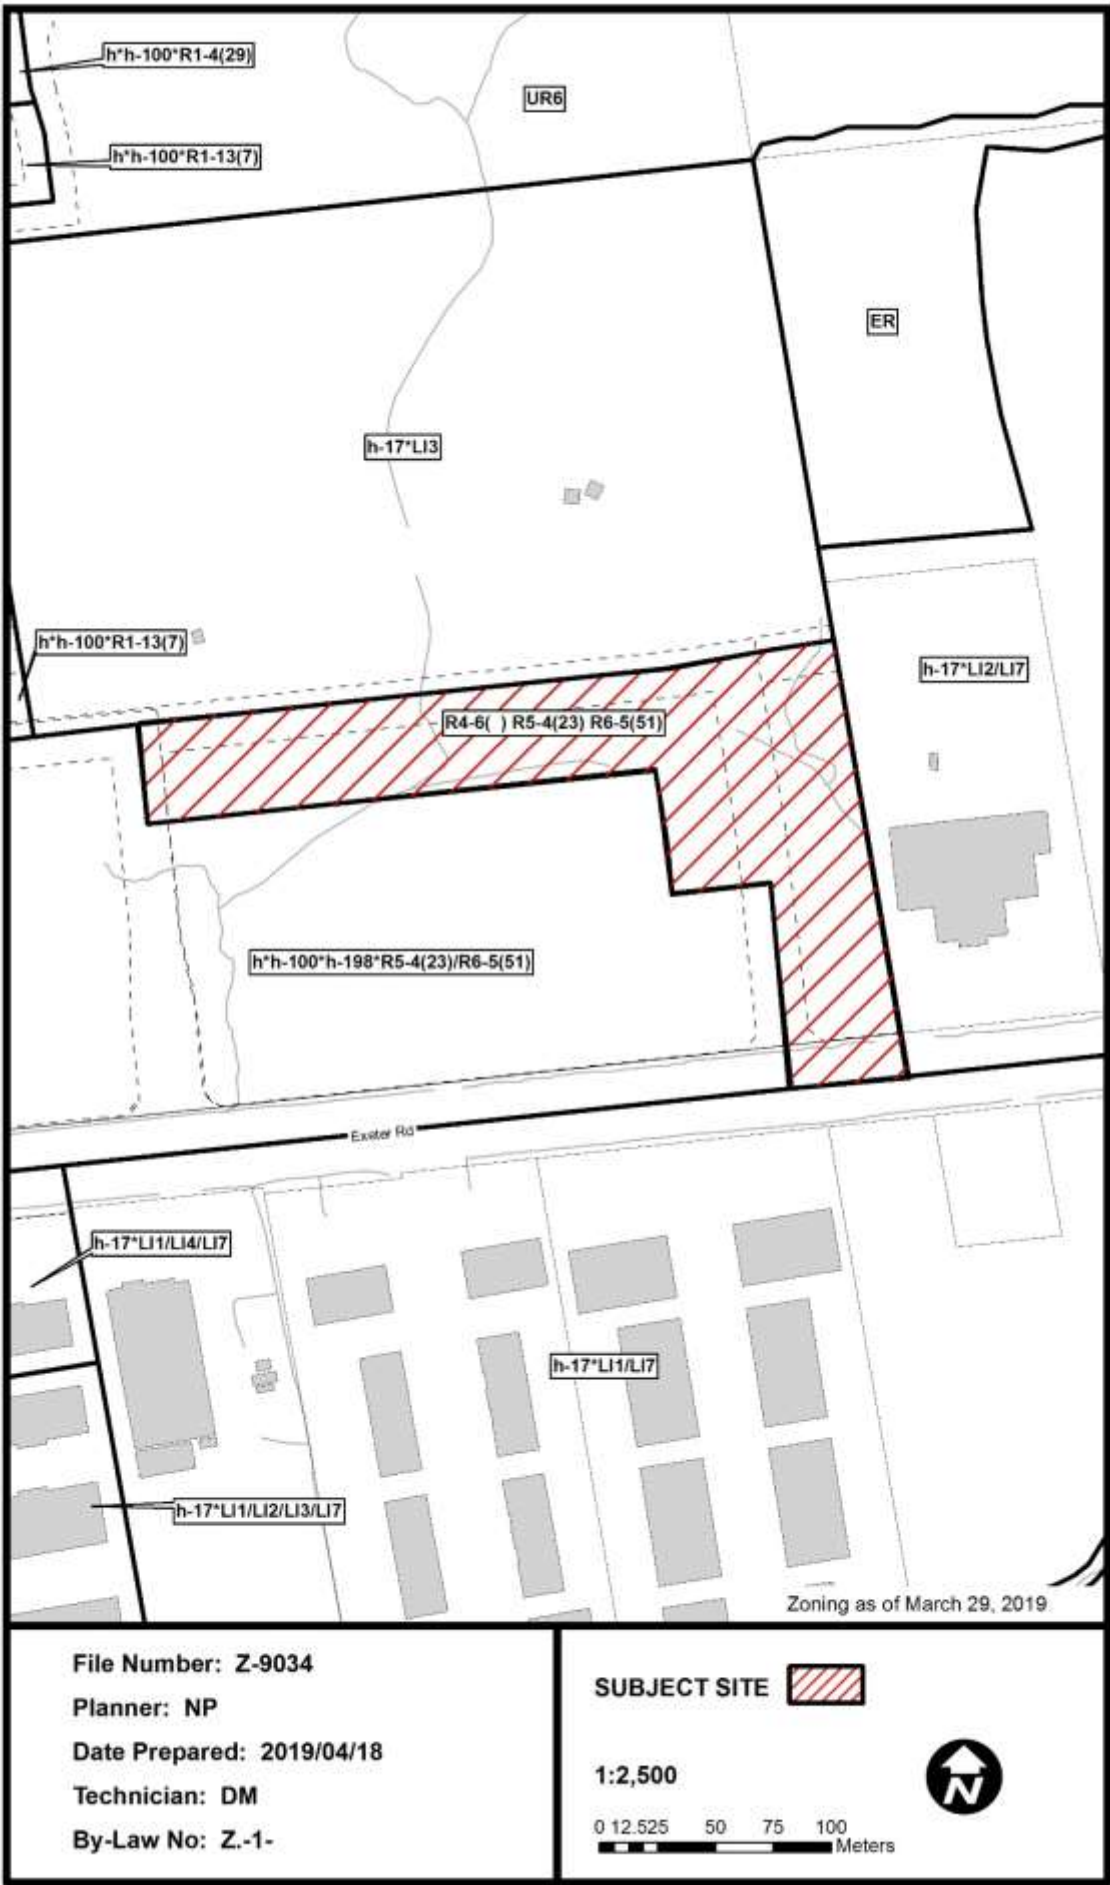 h*h-100*R1-4(29)
UR6
h*h-100*R1-13(7)
ER
h-17*LI3
h*h-100*R1-13(7)
h-17*LI2/LI7
R4-6( ) R5-4(23) R6-5(51)
h*h-100*h-198*R5-4(23)/R6-5(51)
Exeter Rd
h-17*LI1/LI4/LI7
h-17*LI1/LI7
h-17*LI1/LI2/LI3/LI7
Zoning as of March 29, 2019
File Number: Z-9034
Planner: NP
Date Prepared: 2019/04/18
Technician: DM
By-Law No: Z.-1-
SUBJECT SITE
1:2,500
N
0 12.525 50 75 100
Meters